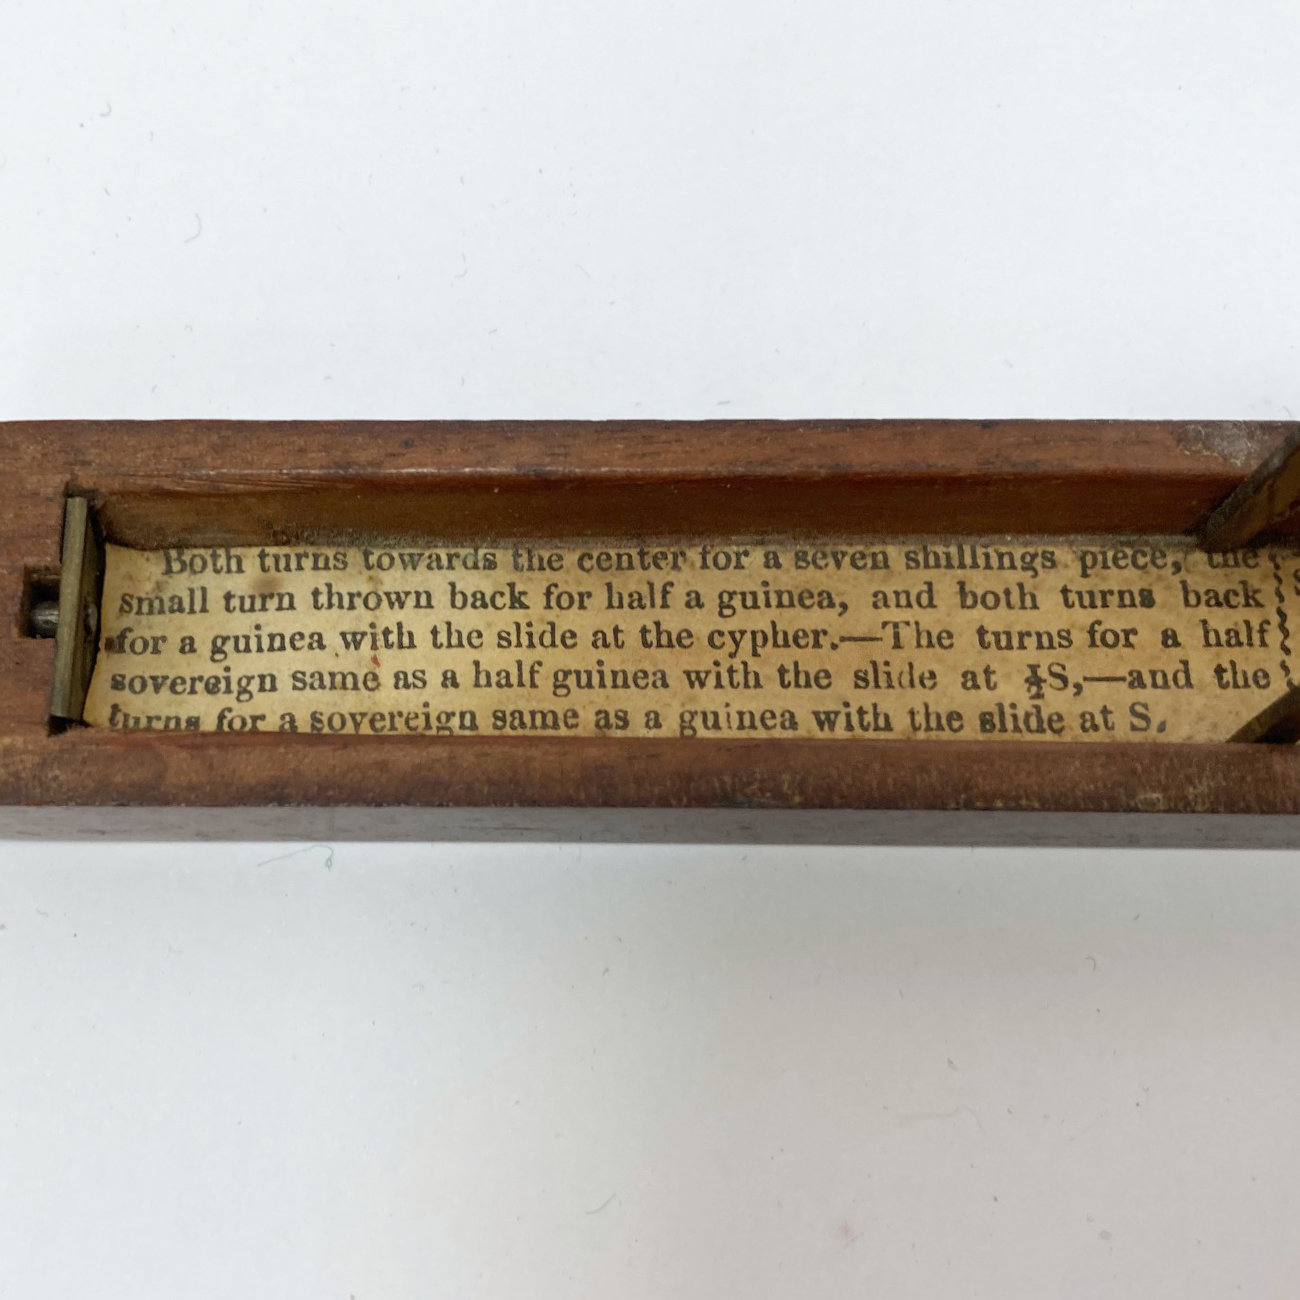 Both turns towards the center for a seven shillings piece, the
small turn thrown back for half a guinea, and both turns back
for a guinea with the slide at the cypher.—The turns for a half
sovereign same as a half guinea with the slide at ½S,—and the
turns for a sovereign same as a guinea with the slide at S.